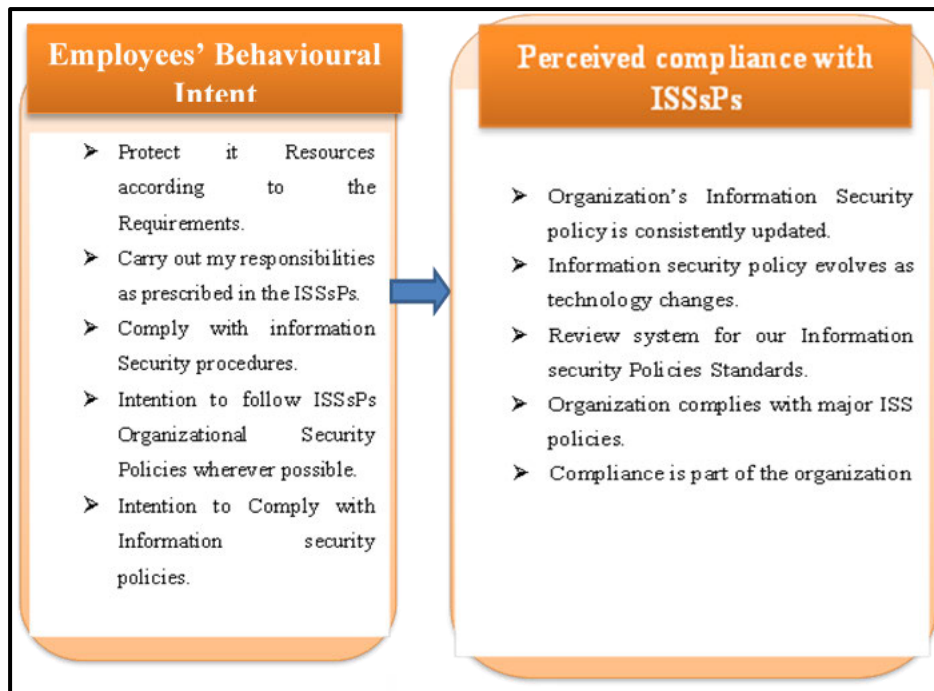 Employees’ Behavioural
Intent
➢ Protect it Resources
according to the
Requirements.
➢ Carry out my responsibilities
as prescribed in the ISSsPs.
➢ Comply with information
Security procedures.
➢ Intention to follow ISSsPs
Organizational Security
Policies wherever possible.
➢ Intention to Comply with
Information security
policies.
Perceived compliance with
ISSsPs
➢ Organization’s Information Security
policy is consistently updated.
➢ Information security policy evolves as
technology changes.
➢ Review system for our Information
security Policies Standards.
➢ Organization complies with major ISS
policies.
➢ Compliance is part of the organization